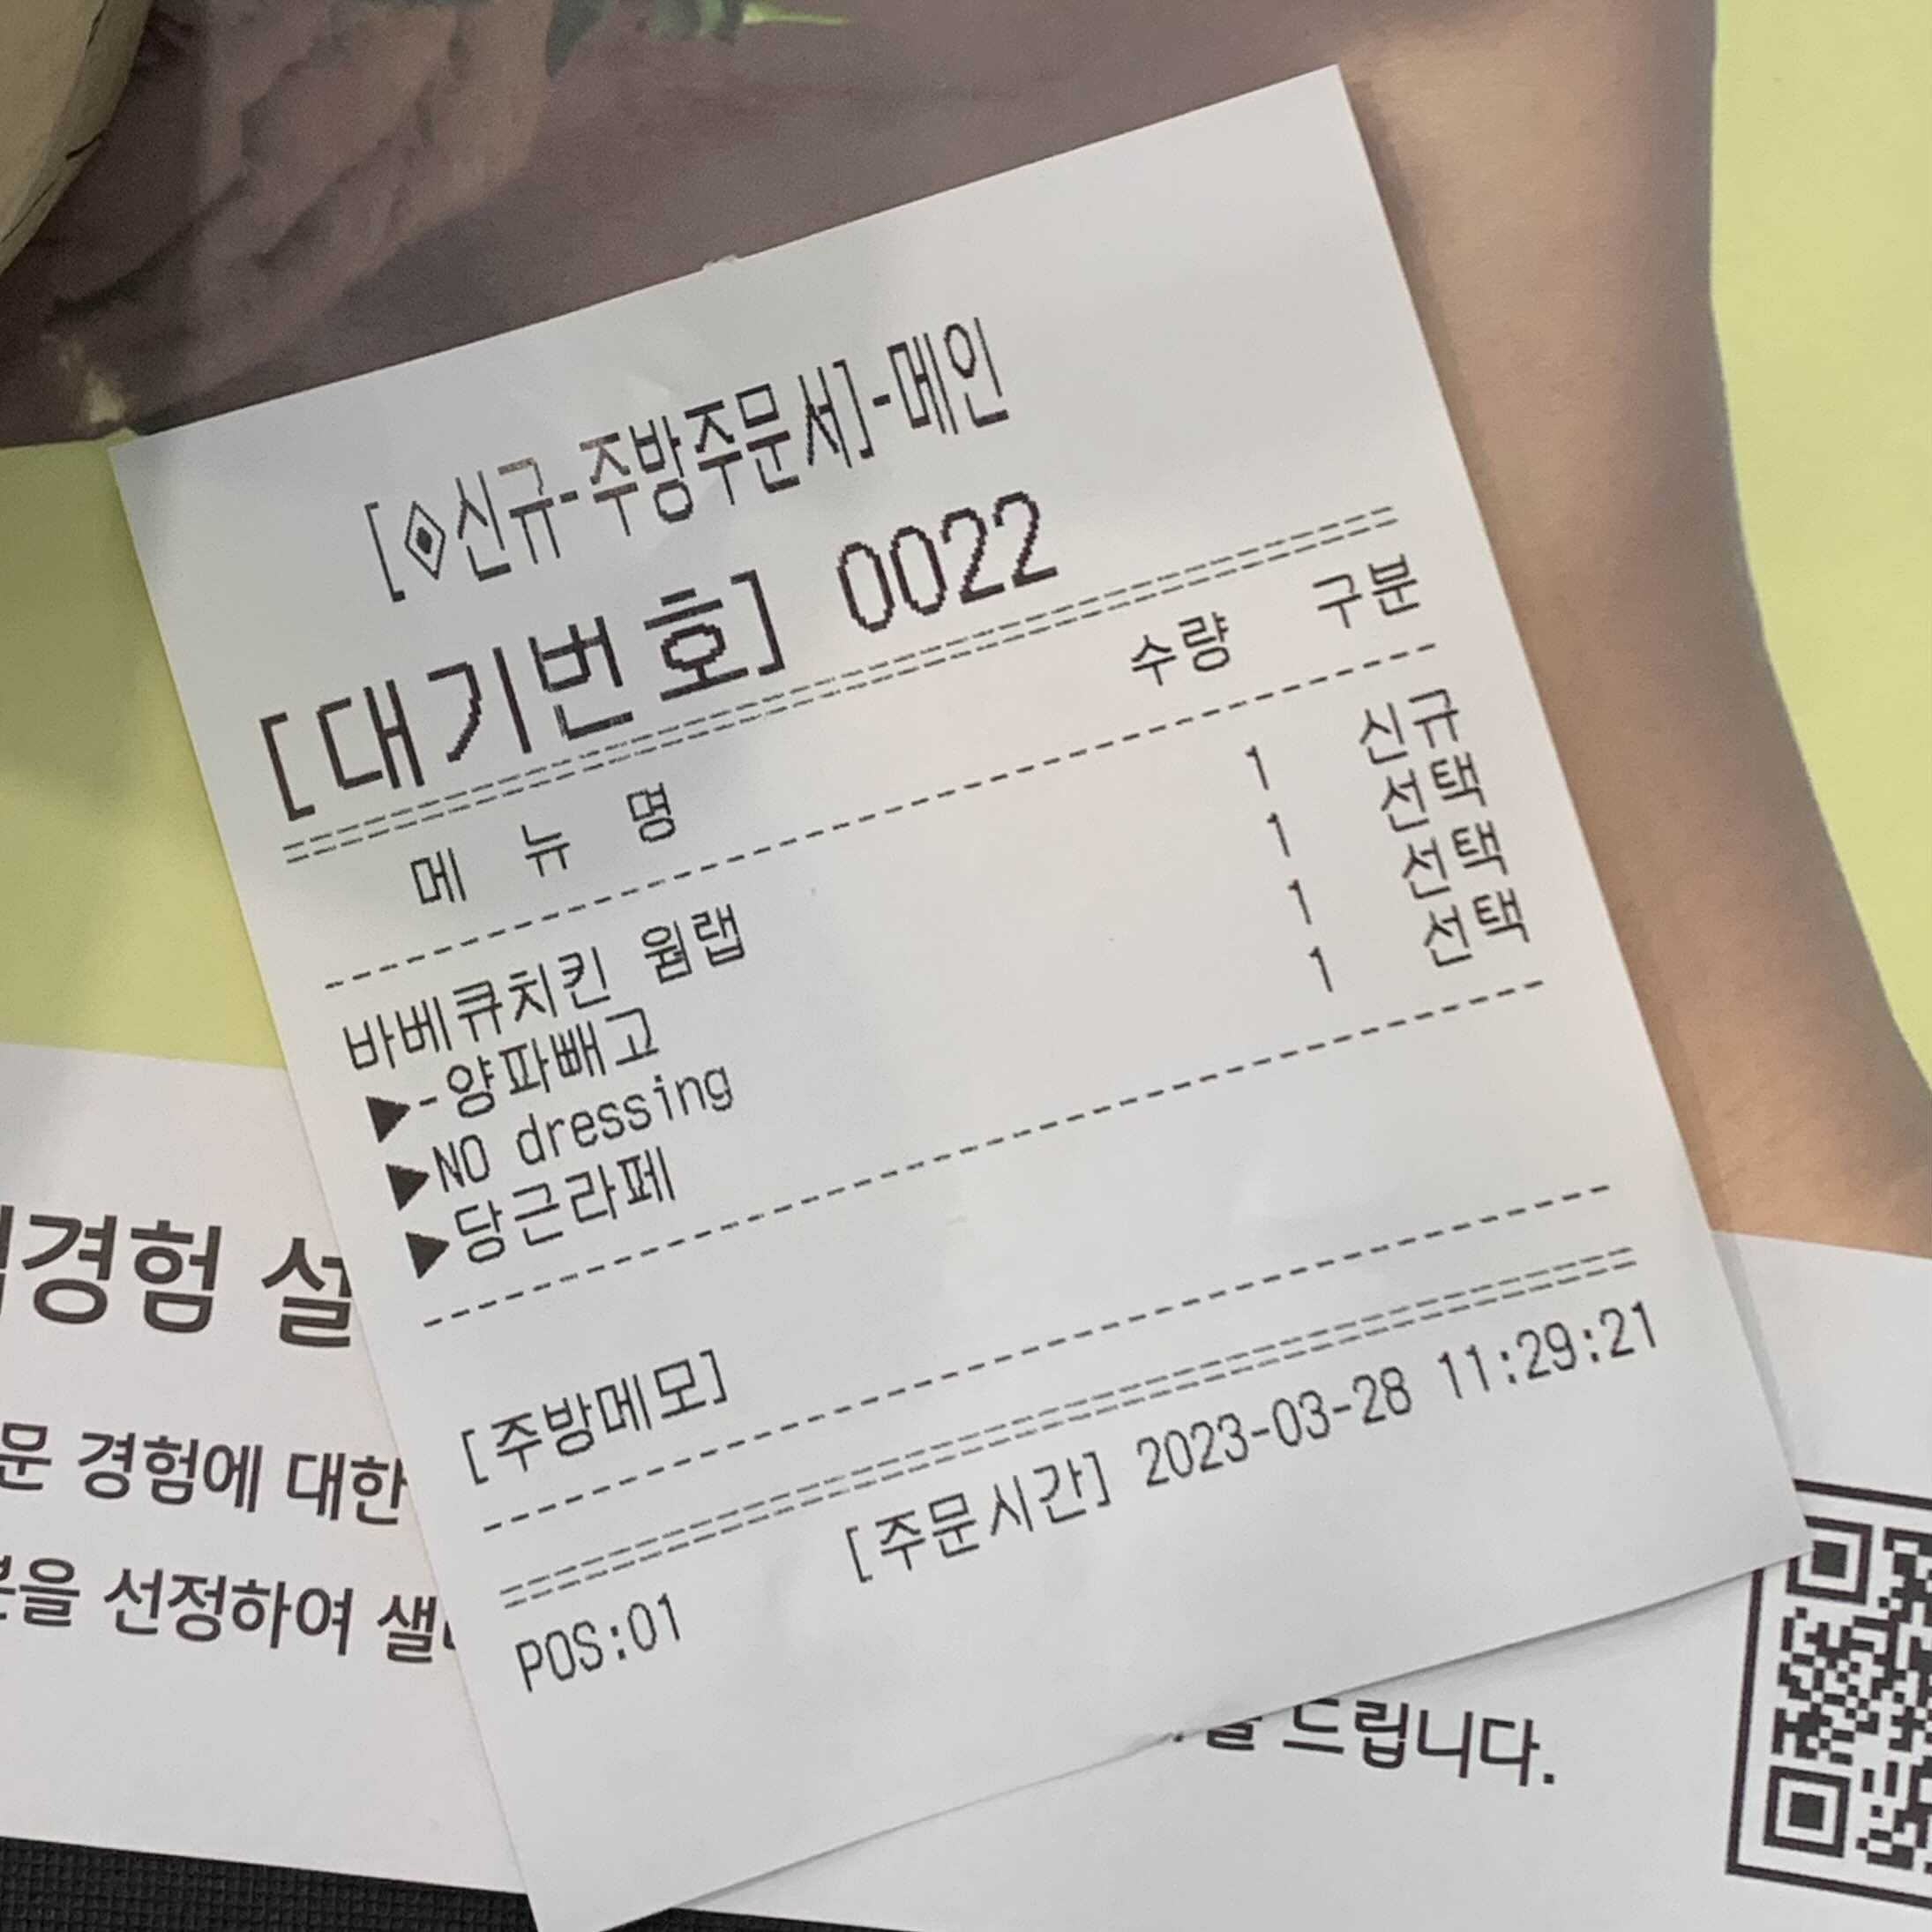 [◈신규-주방주문서]-메인
[대기번호] 0022
메 뉴 명 수량 구분
바베큐치킨 웜랩 1 신규
▶-양파빼고 1 선택
▶NO dressing 1 선택
▶당근라페 1 선택
[주방메모]
[주문시간] 2023-03-28 11:29:21
POS:01
경험 설
문 경험에 대한
을 선정하여
드립니다.